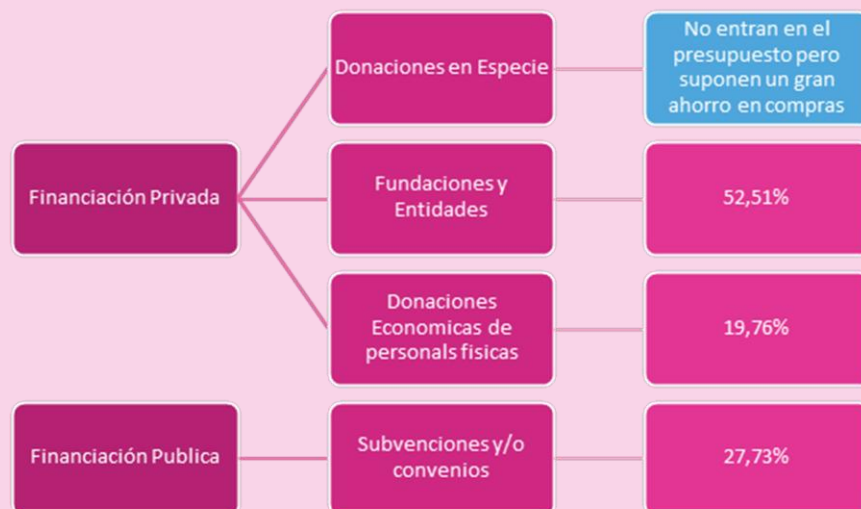 Donaciones en Especie
No entran en el
presupuesto pero
suponen un gran
ahorro en compras
Financiación Privada
Fundaciones y
Entidades
52,51%
Donaciones
Economicas de
personals fisicas
19,76%
Financiación Publica
Subvenciones y/o
convenios
27,73%